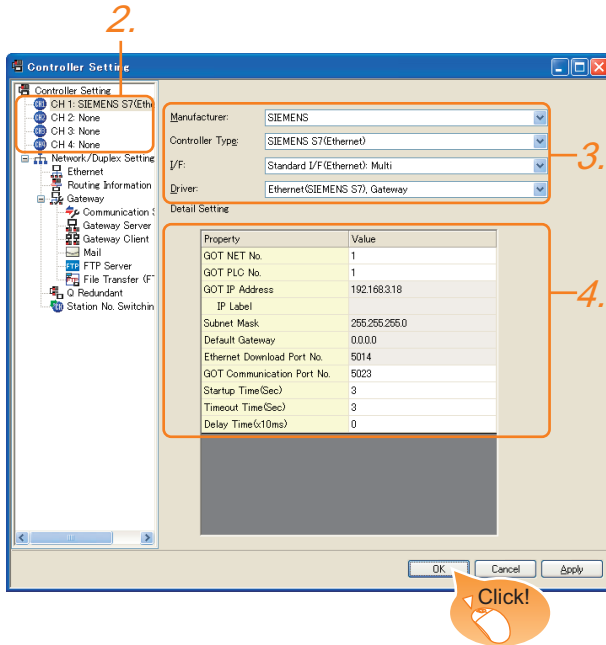 2.
Controller Setting
Controller Setting
CH 1: SIEMENS S7(Eth
CH 2: None
CH 3: None
CH 4: None
Network/Duplex Setting
Ethernet
Routing Information
Gateway
Communication S
Gateway Server
Gateway Client
Mail
FTP Server
File Transfer (F
Q Redundant
Station No. Switchin
Manufacturer: SIEMENS
Controller Type: SIEMENS S7(Ethernet)
I/F: Standard I/F(Ethernet): Multi
Driver: Ethernet(SIEMENS S7), Gateway
3.
Detail Setting
Property Value
GOT NET No. 1
GOT PLC No. 1
GOT IP Address 192.168.3.18
IP Label
Subnet Mask 255.255.255.0
Default Gateway 0.0.0.0
Ethernet Download Port No. 5014
GOT Communication Port No. 5023
Startup Time(Sec) 3
Timeout Time(Sec) 3
Delay Time(x10ms) 0
4.
OK Cancel Apply
Click!